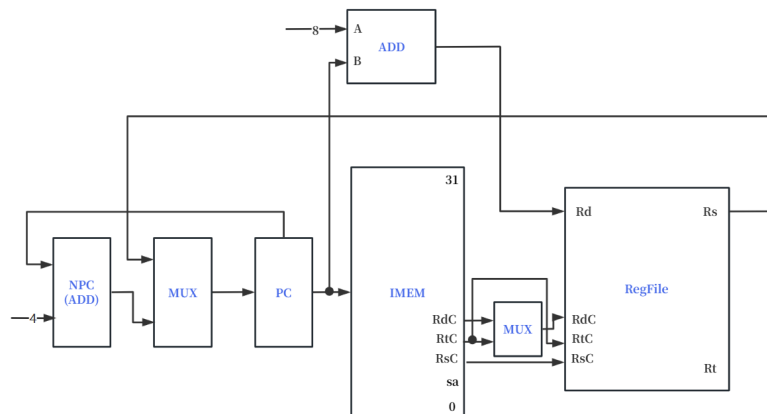 8
A
ADD
B
31
Rd
Rs
NPC
(ADD)
MUX
PC
IMEM
RegFile
4
RdC
MUX
RdC
RtC
RtC
RsC
RsC
Rt
sa
0